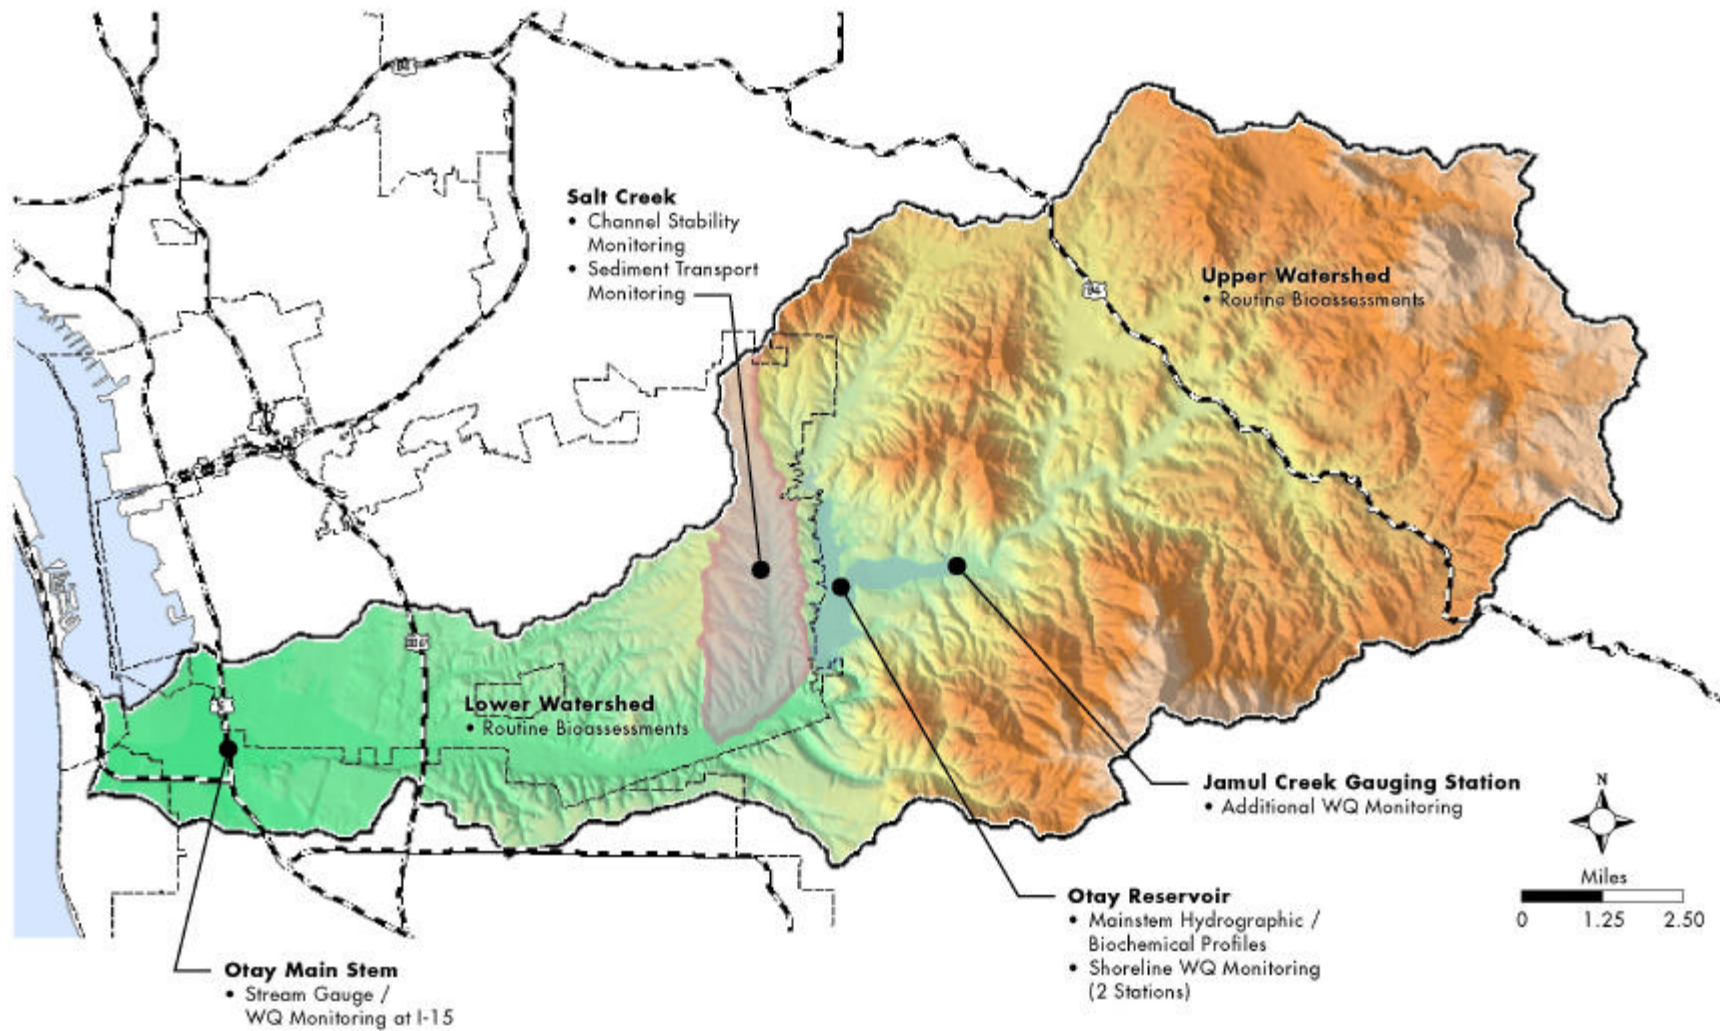 Salt Creek
• Channel Stability
Monitoring
• Sediment Transport
Monitoring
Upper Watershed
• Routine Bioassessments
94
Lower Watershed
• Routine Bioassessments
5
Jamul Creek Gauging Station
• Additional WQ Monitoring
N
Miles
0 1.25 2.50
Otay Reservoir
• Mainstem Hydrographic /
Biochemical Profiles
• Shoreline WQ Monitoring
(2 Stations)
Otay Main Stem
• Stream Gauge /
WQ Monitoring at I-15